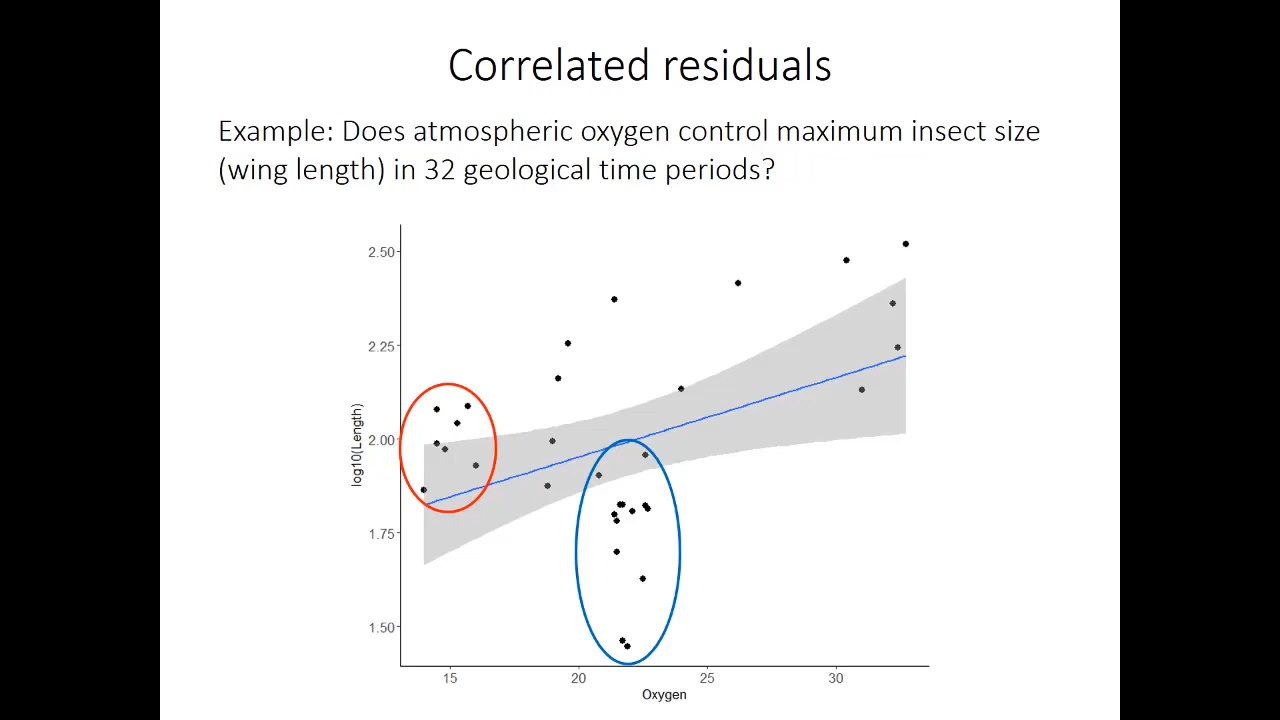 Correlated residuals
Example: Does atmospheric oxygen control maximum insect size
(wing length) in 32 geological time periods?
2.50
2.25
2.00
1.75
1.50
log10(Length)
15 20 25 30
Oxygen